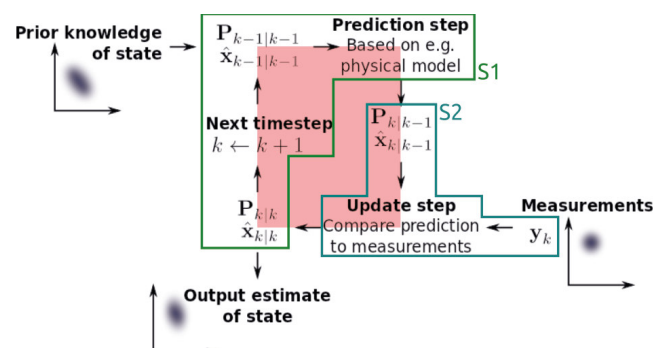 Prior knowledge
of state
P_{k-1|k-1}
x̂_{k-1|k-1}
Prediction step
Based on e.g.
physical model
S1
Next timestep
k ← k + 1
P_{k|k-1}
x̂_{k|k-1}
S2
P_{k|k}
x̂_{k|k}
Update step
Compare prediction
to measurements
Measurements
y_k
Output estimate
of state